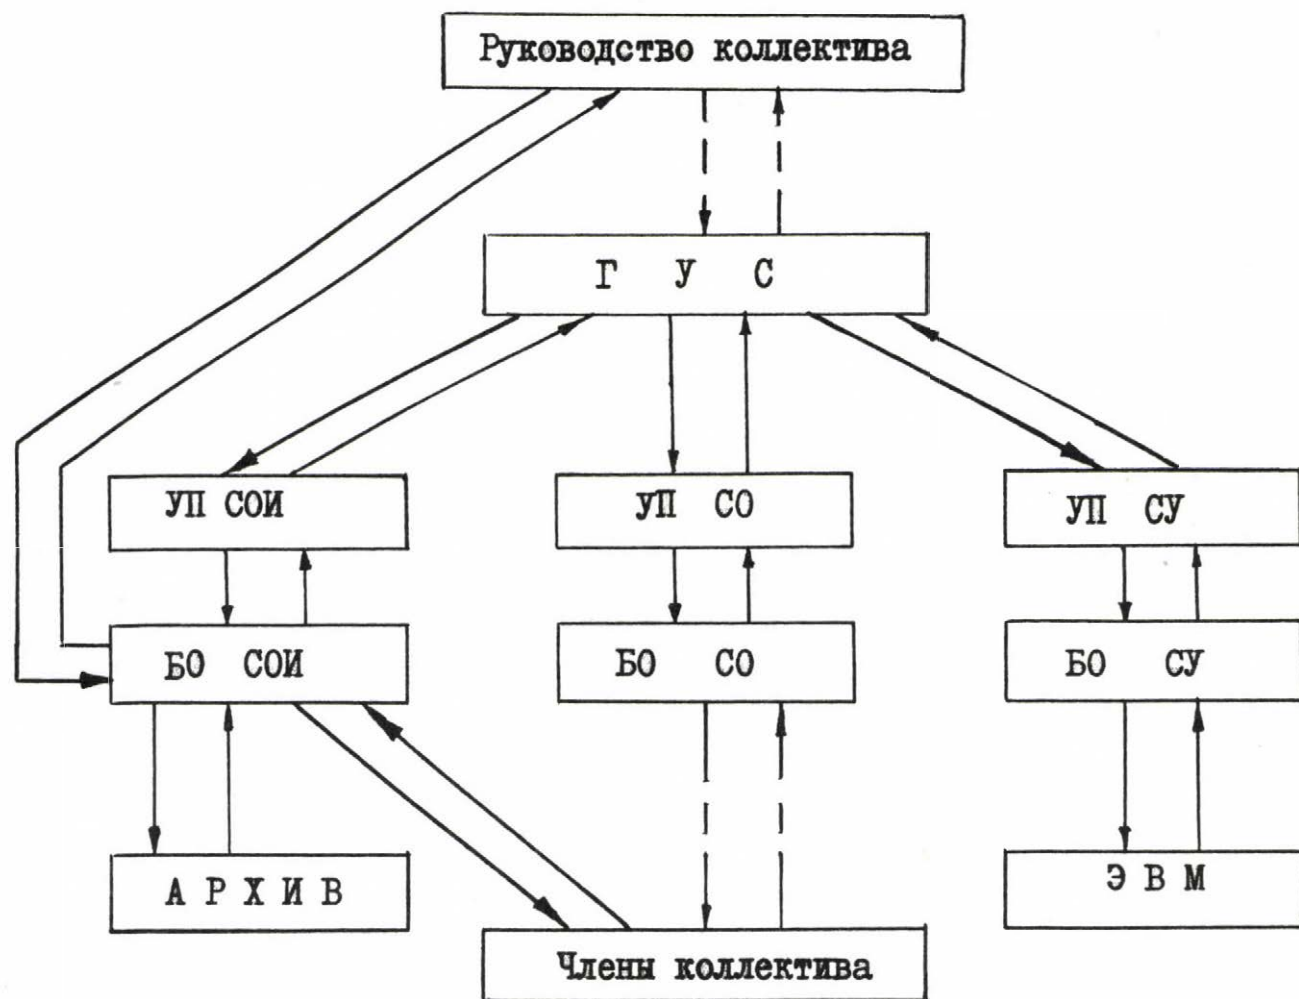 Руководство коллектива
Г У С
УП СОИ
УП СО
УП СУ
БО СОИ
БО СО
БО СУ
А Р Х И В
Э В М
Члены коллектива